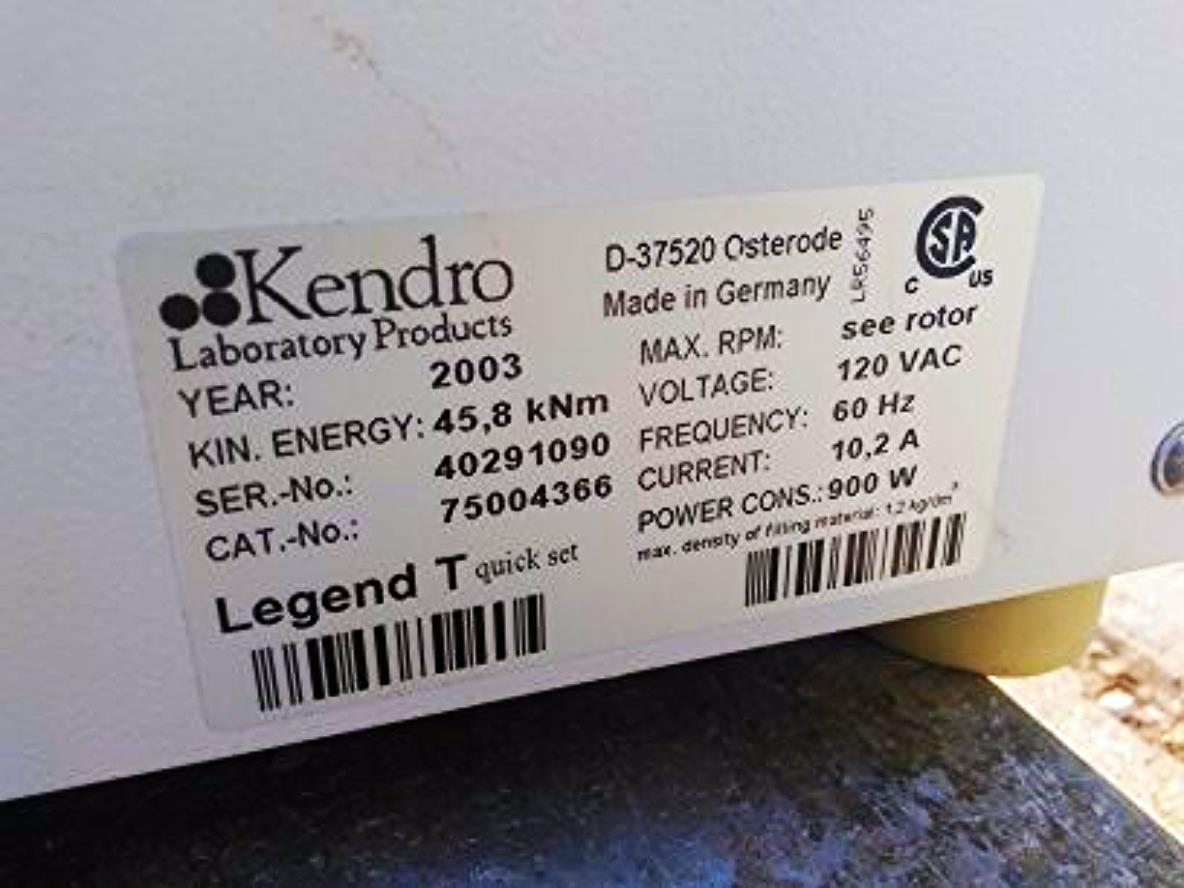 Kendro
Laboratory Products
YEAR: 2003
KIN. ENERGY: 45,8 kNm
SER.-No.: 40291090
CAT.-No.: 75004366
Legend T quick set
D-37520 Osterode
Made in Germany
LR56495
CSA
C US
MAX. RPM: see rotor
VOLTAGE: 120 VAC
FREQUENCY: 60 Hz
CURRENT: 10,2 A
POWER CONS.: 900 W
max. density of filling material: 1,2 kg/dm³